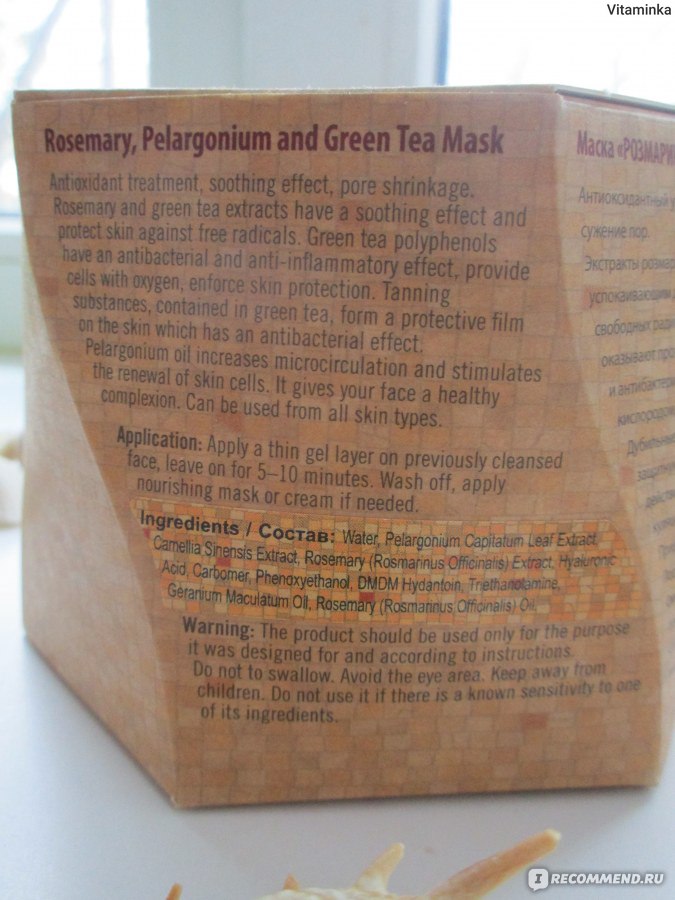 Vitaminka
Rosemary, Pelargonium and Green Tea Mask
Antioxidant treatment, soothing effect, pore shrinkage.
Rosemary and green tea extracts have a soothing effect and
protect skin against free radicals. Green tea polyphenols
have an antibacterial and anti-inflammatory effect, provide
cells with oxygen, enforce skin protection. Tanning
substances, contained in green tea, form a protective film
on the skin which has an antibacterial effect.
Pelargonium oil increases microcirculation and stimulates
the renewal of skin cells. It gives your face a healthy
complexion. Can be used from all skin types.
Application: Apply a thin gel layer on previously cleansed
face, leave on for 5–10 minutes. Wash off, apply
nourishing mask or cream if needed.
Ingredients / Состав: Water, Pelargonium Capitatum Leaf Extract,
Camellia Sinensis Extract, Rosemary (Rosmarinus Officinalis) Extract, Hyaluronic
Acid, Carbomer, Phenoxyethanol, DMDM Hydantoin, Triethanolamine,
Geranium Maculatum Oil, Rosemary (Rosmarinus Officinalis) Oil.
Warning: The product should be used only for the purpose
it was designed for and according to instructions.
Do not to swallow. Avoid the eye area. Keep away from
children. Do not use it if there is a known sensitivity to one
of its ingredients.
Маска «РОЗМАРИ
Антиоксидантный у
сужение пор.
Экстракты розмар
успокаивающим д
свободных ради
оказывают про
и антибактер
кислородом
Дубильны
защитну
действ
IRECOMMEND.RU